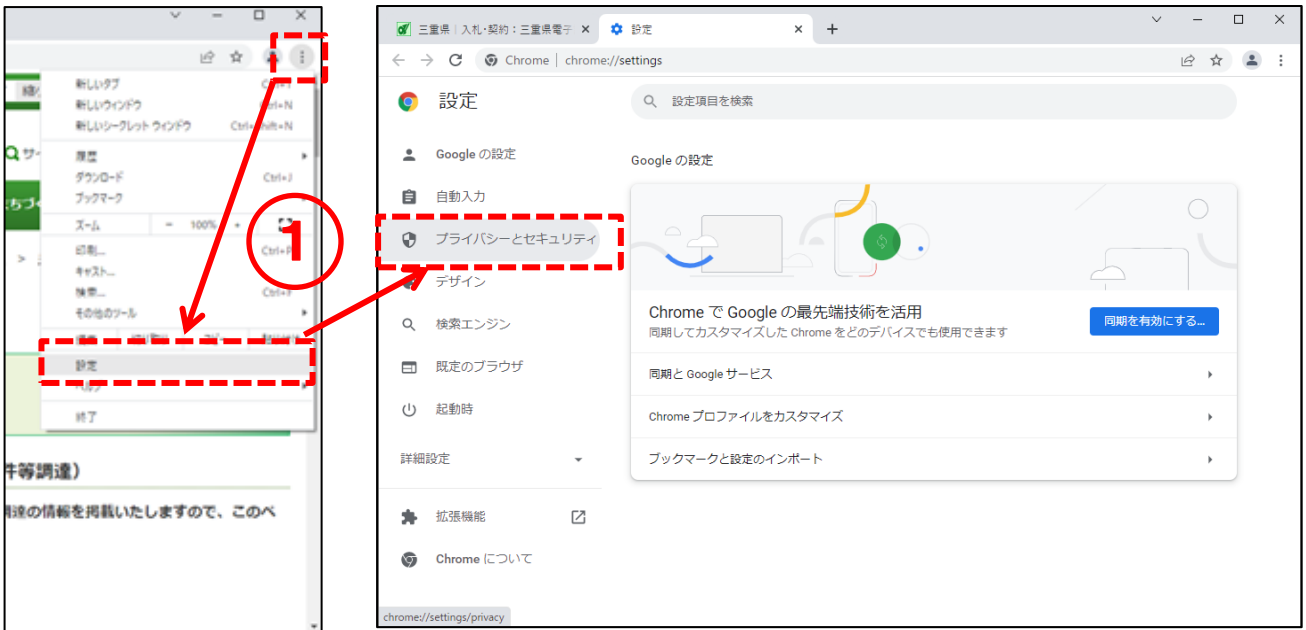 新しいタブ
新しいウィンドウ
新しいシークレット ウィンドウ
Ctrl+N
サー
履歴
ダウンロード Ctrl+J
ブックマーク
ズーム − 100% +
印刷... Ctrl+P
キャスト...
検索...
その他のツール
設定
ヘルプ
終了
1
件等調達)
調達の情報を掲載いたしますので、このペ
三重県 | 入札・契約:三重県電子
設定
Chrome | chrome://settings
設定
設定項目を検索
Google の設定
自動入力
プライバシーとセキュリティ
デザイン
検索エンジン
既定のブラウザ
起動時
詳細設定
拡張機能
Chrome について
Google の設定
Chrome で Google の最先端技術を活用
同期してカスタマイズした Chrome をどのデバイスでも使用できます
同期を有効にする...
同期と Google サービス
Chrome プロファイルをカスタマイズ
ブックマークと設定のインポート
chrome://settings/privacy